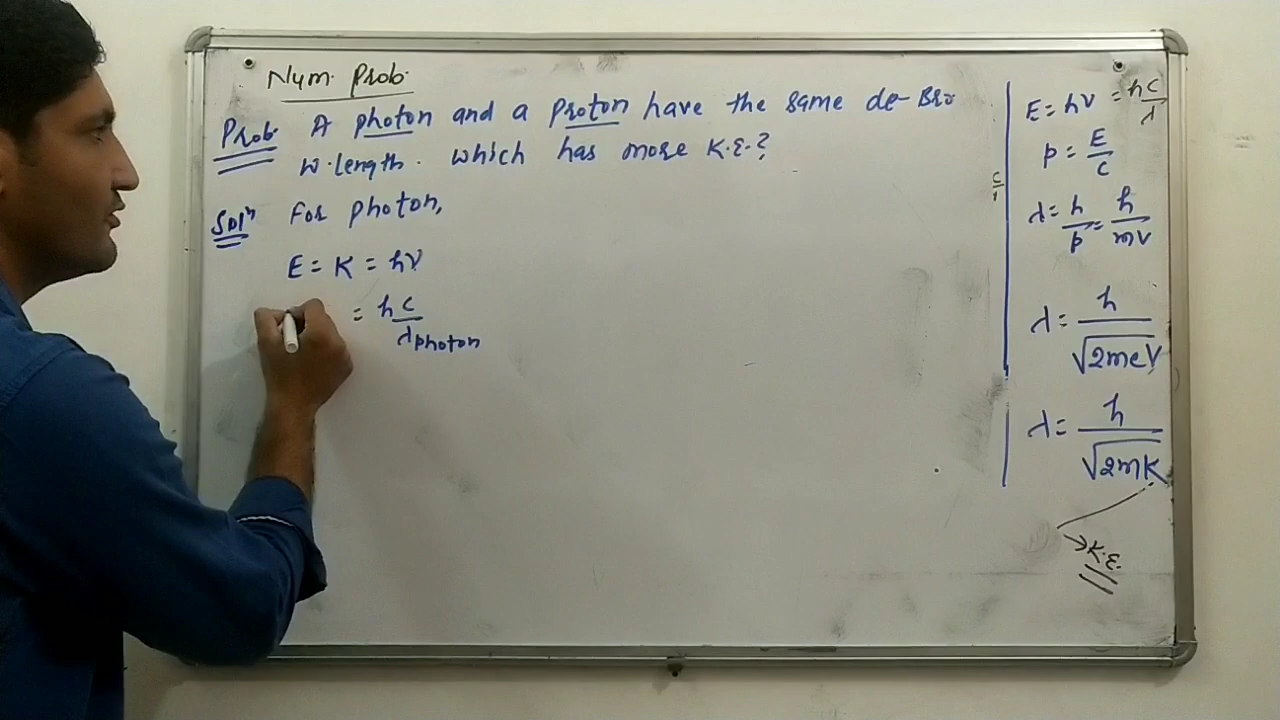 Num. Prob.
Prob. A photon and a proton have the same de-Bro
w.length. which has more K.E.?
Solⁿ For photon,
E = K = hν
= hc/λphoton
E = hν = hc/λ
p = E/c
c/λ
λ = h/p = h/mv
λ = h/√2meV
λ = h/√2mK
→ K.E.